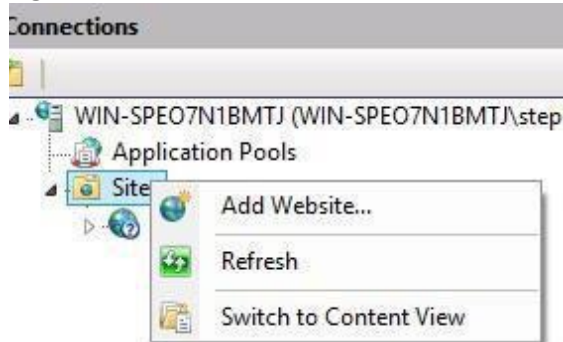 Connections
WIN-SPEO7N1BMTJ (WIN-SPEO7N1BMTJ\step
Application Pools
Site
Add Website...
Refresh
Switch to Content View